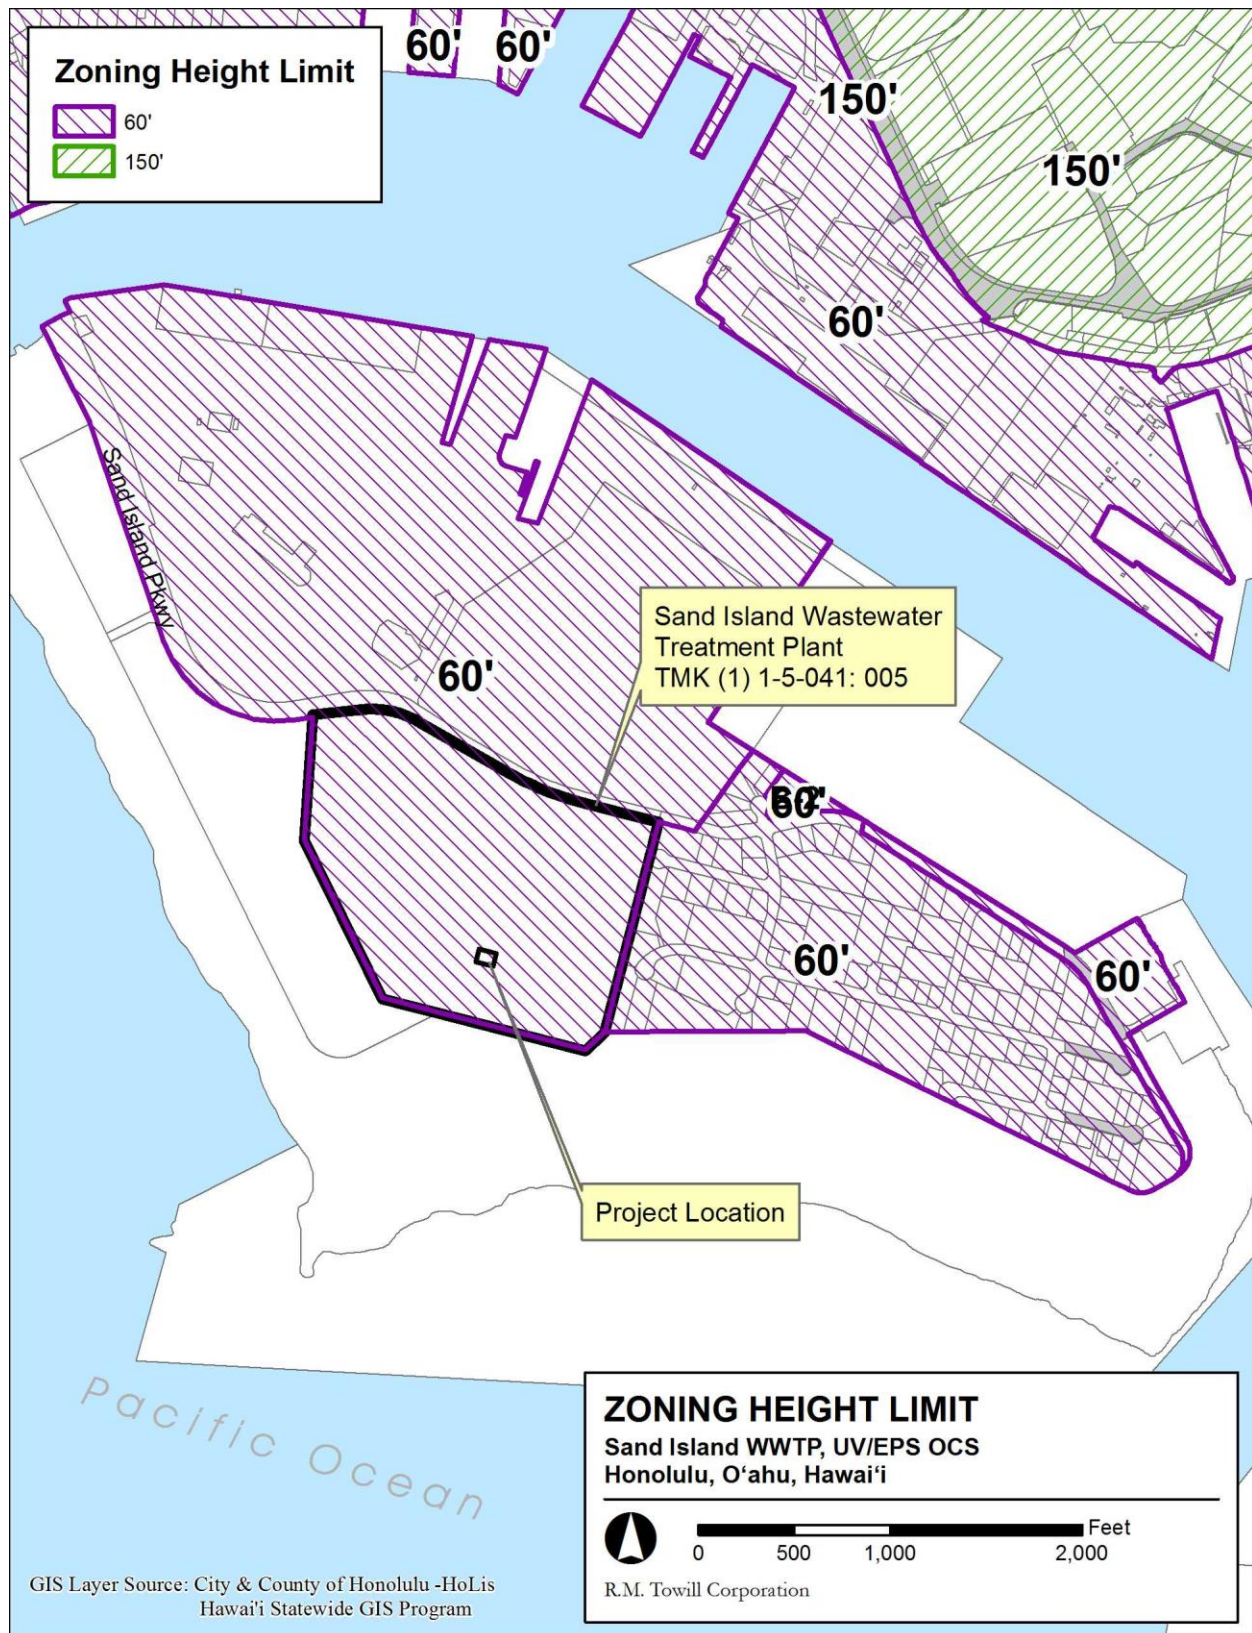 60' 60'
Zoning Height Limit
60'
150'
150'
150'
60'
Sand Island Pkwy
Sand Island Wastewater
Treatment Plant
TMK (1) 1-5-041: 005
60'
60'
60'
60'
Project Location
Pacific Ocean
ZONING HEIGHT LIMIT
Sand Island WWTP, UV/EPS OCS
Honolulu, Oʻahu, Hawaiʻi
Feet
0 500 1,000 2,000
R.M. Towill Corporation
GIS Layer Source: City & County of Honolulu -HoLis
Hawai'i Statewide GIS Program